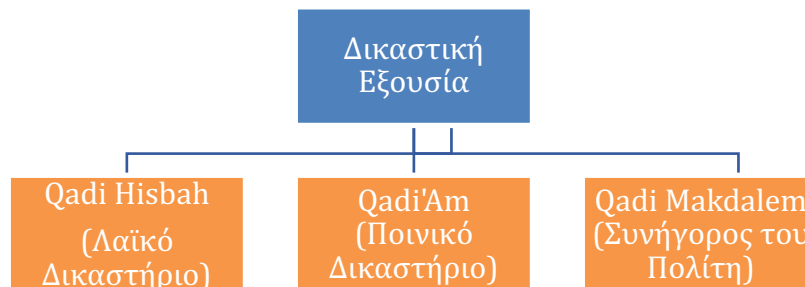 Δικαστική
Εξουσία
Qadi Hisbah
(Λαϊκό
Δικαστήριο)
Qadi'Am
(Ποινικό
Δικαστήριο)
Qadi Makdalem
(Συνήγορος του
Πολίτη)